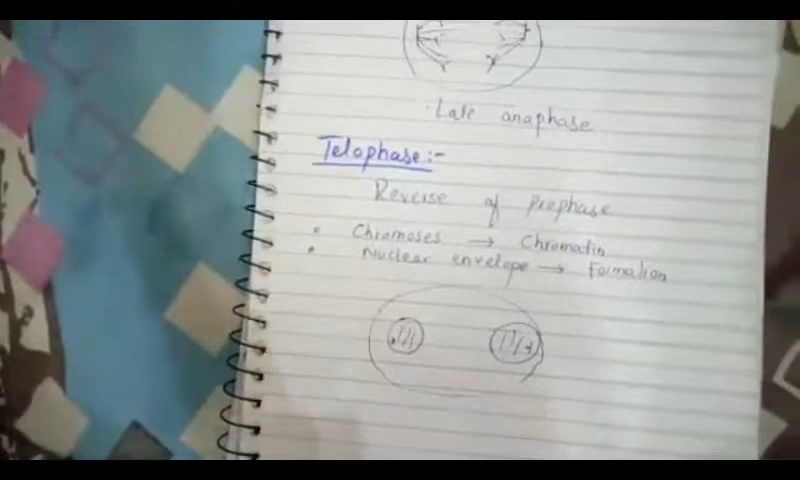 Late anaphase
Telophase:-
Reverse of prophase
• Chromoses → Chromatin
• Nuclear envelope → Formation